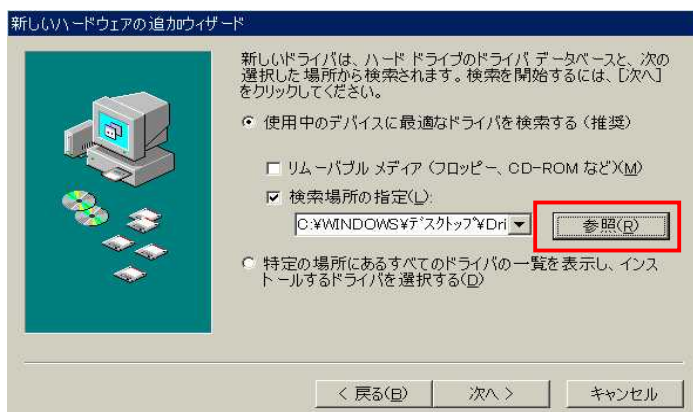 新しいハードウェアの追加ウィザード
新しいドライバは、ハード ドライブのドライバ データベースと、次の
選択した場所から検索されます。検索を開始するには、[次へ]
をクリックしてください。
使用中のデバイスに最適なドライバを検索する（推奨）
リムーバブル メディア（フロッピー、CD-ROM など）(M)
検索場所の指定(L):
C:¥WINDOWS¥ﾃﾞｽｸﾄｯﾌﾟ¥Dri
参照(R)
特定の場所にあるすべてのドライバの一覧を表示し、インス
トールするドライバを選択する(D)
< 戻る(B)
次へ >
キャンセル